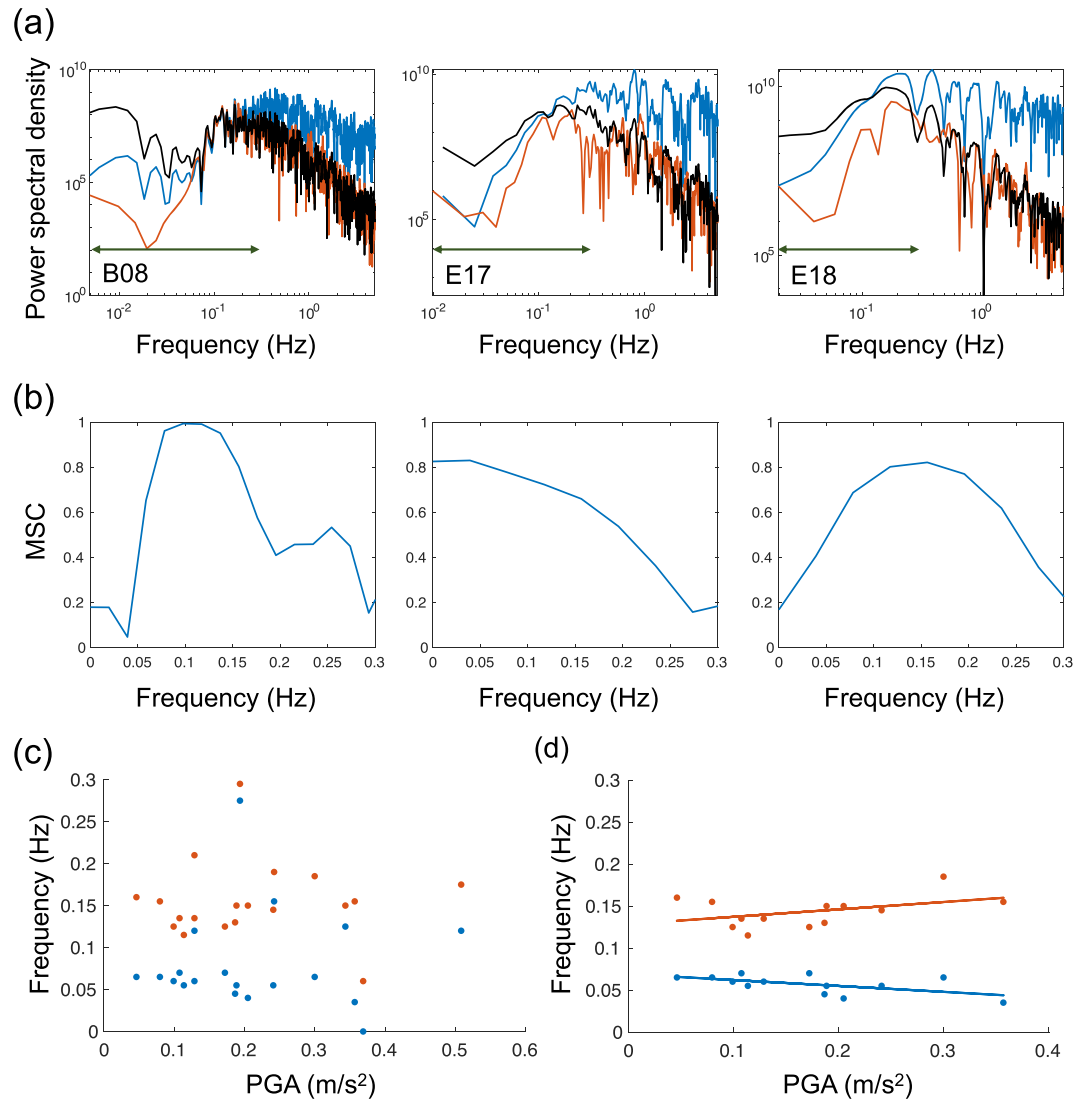 (a)
Power spectral density
10^10
10^5
10^0
10^-2
10^-1
10^0
B08
Frequency (Hz)
10^10
10^5
10^-2
10^-1
10^0
E17
Frequency (Hz)
10^10
10^5
10^-1
10^0
E18
Frequency (Hz)
(b)
MSC
1
0.8
0.6
0.4
0.2
0
0 0.05 0.1 0.15 0.2 0.25 0.3
Frequency (Hz)
1
0.8
0.6
0.4
0.2
0
0 0.05 0.1 0.15 0.2 0.25 0.3
Frequency (Hz)
1
0.8
0.6
0.4
0.2
0
0 0.05 0.1 0.15 0.2 0.25 0.3
Frequency (Hz)
(c)
Frequency (Hz)
0.3
0.25
0.2
0.15
0.1
0.05
0
0 0.1 0.2 0.3 0.4 0.5 0.6
PGA (m/s²)
(d)
Frequency (Hz)
0.3
0.25
0.2
0.15
0.1
0.05
0
0 0.1 0.2 0.3 0.4
PGA (m/s²)